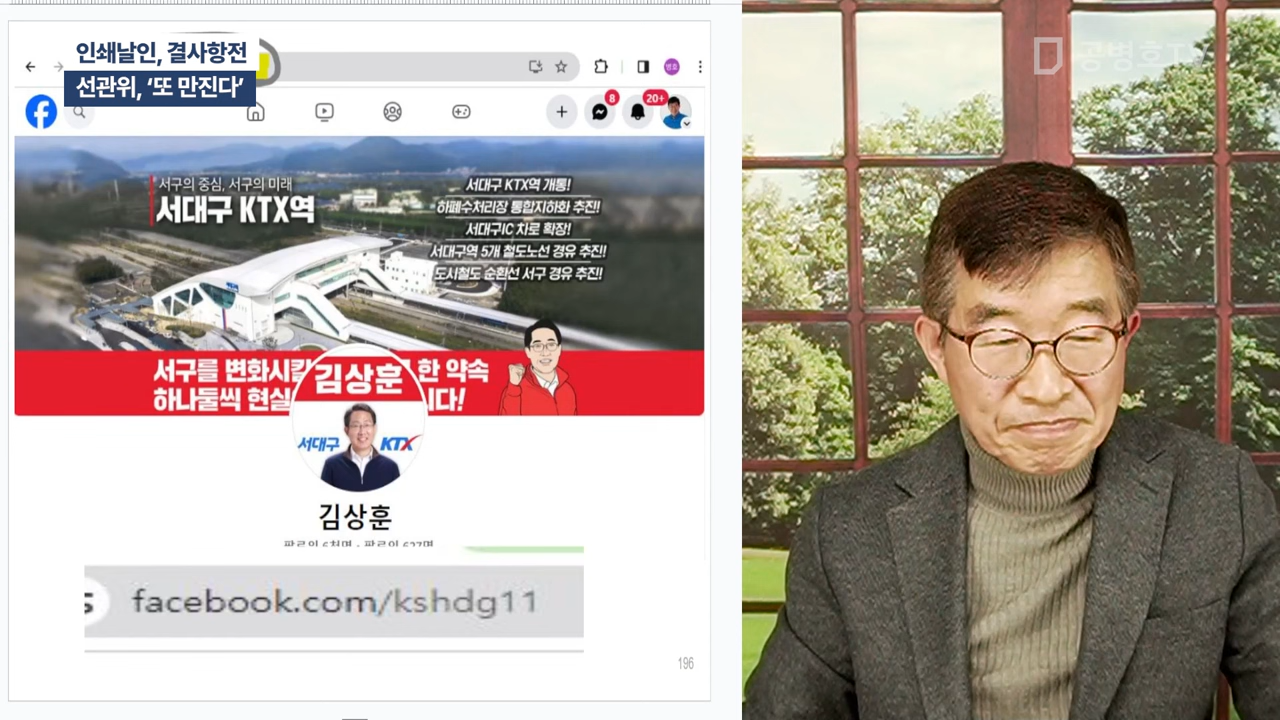 인쇄날인, 결사항전
선관위, ‘또 만진다’
공병호TV
8
20+
서구의 중심, 서구의 미래
서대구 KTX역
서대구 KTX역 개통!
하폐수처리장 통합지하화 추진!
서대구IC 차로 확장!
서대구역 5개 철도노선 경유 추진!
도시철도 순환선 서구 경유 추진!
서구를 변화시킬 한 약속
하나둘씩 현실 다!
김상훈
서대구 KTX
김상훈
facebook.com/kshdg11
196